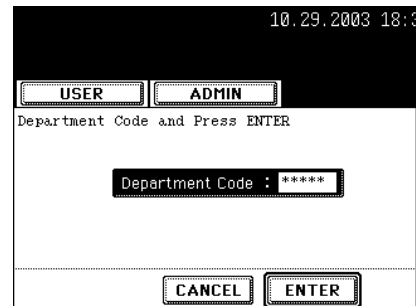 10.29.2003 18:3
USER ADMIN
Department Code and Press ENTER
Department Code : *****
CANCEL ENTER